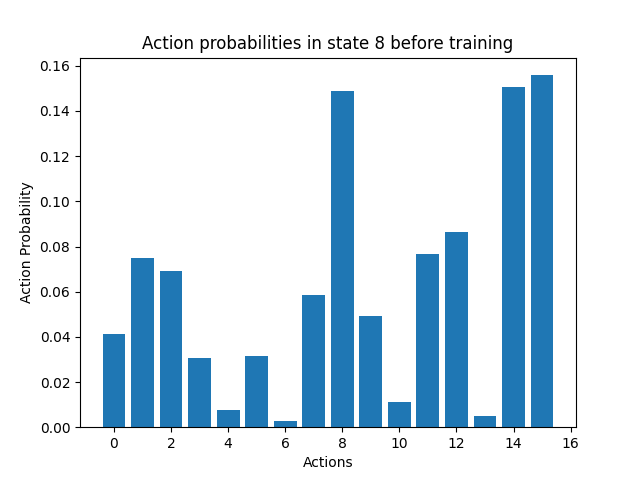 Action probabilities in state 8 before training
0.16
0.14
0.12
0.10
0.08
0.06
0.04
0.02
0.00
Action Probability
0 2 4 6 8 10 12 14 16
Actions